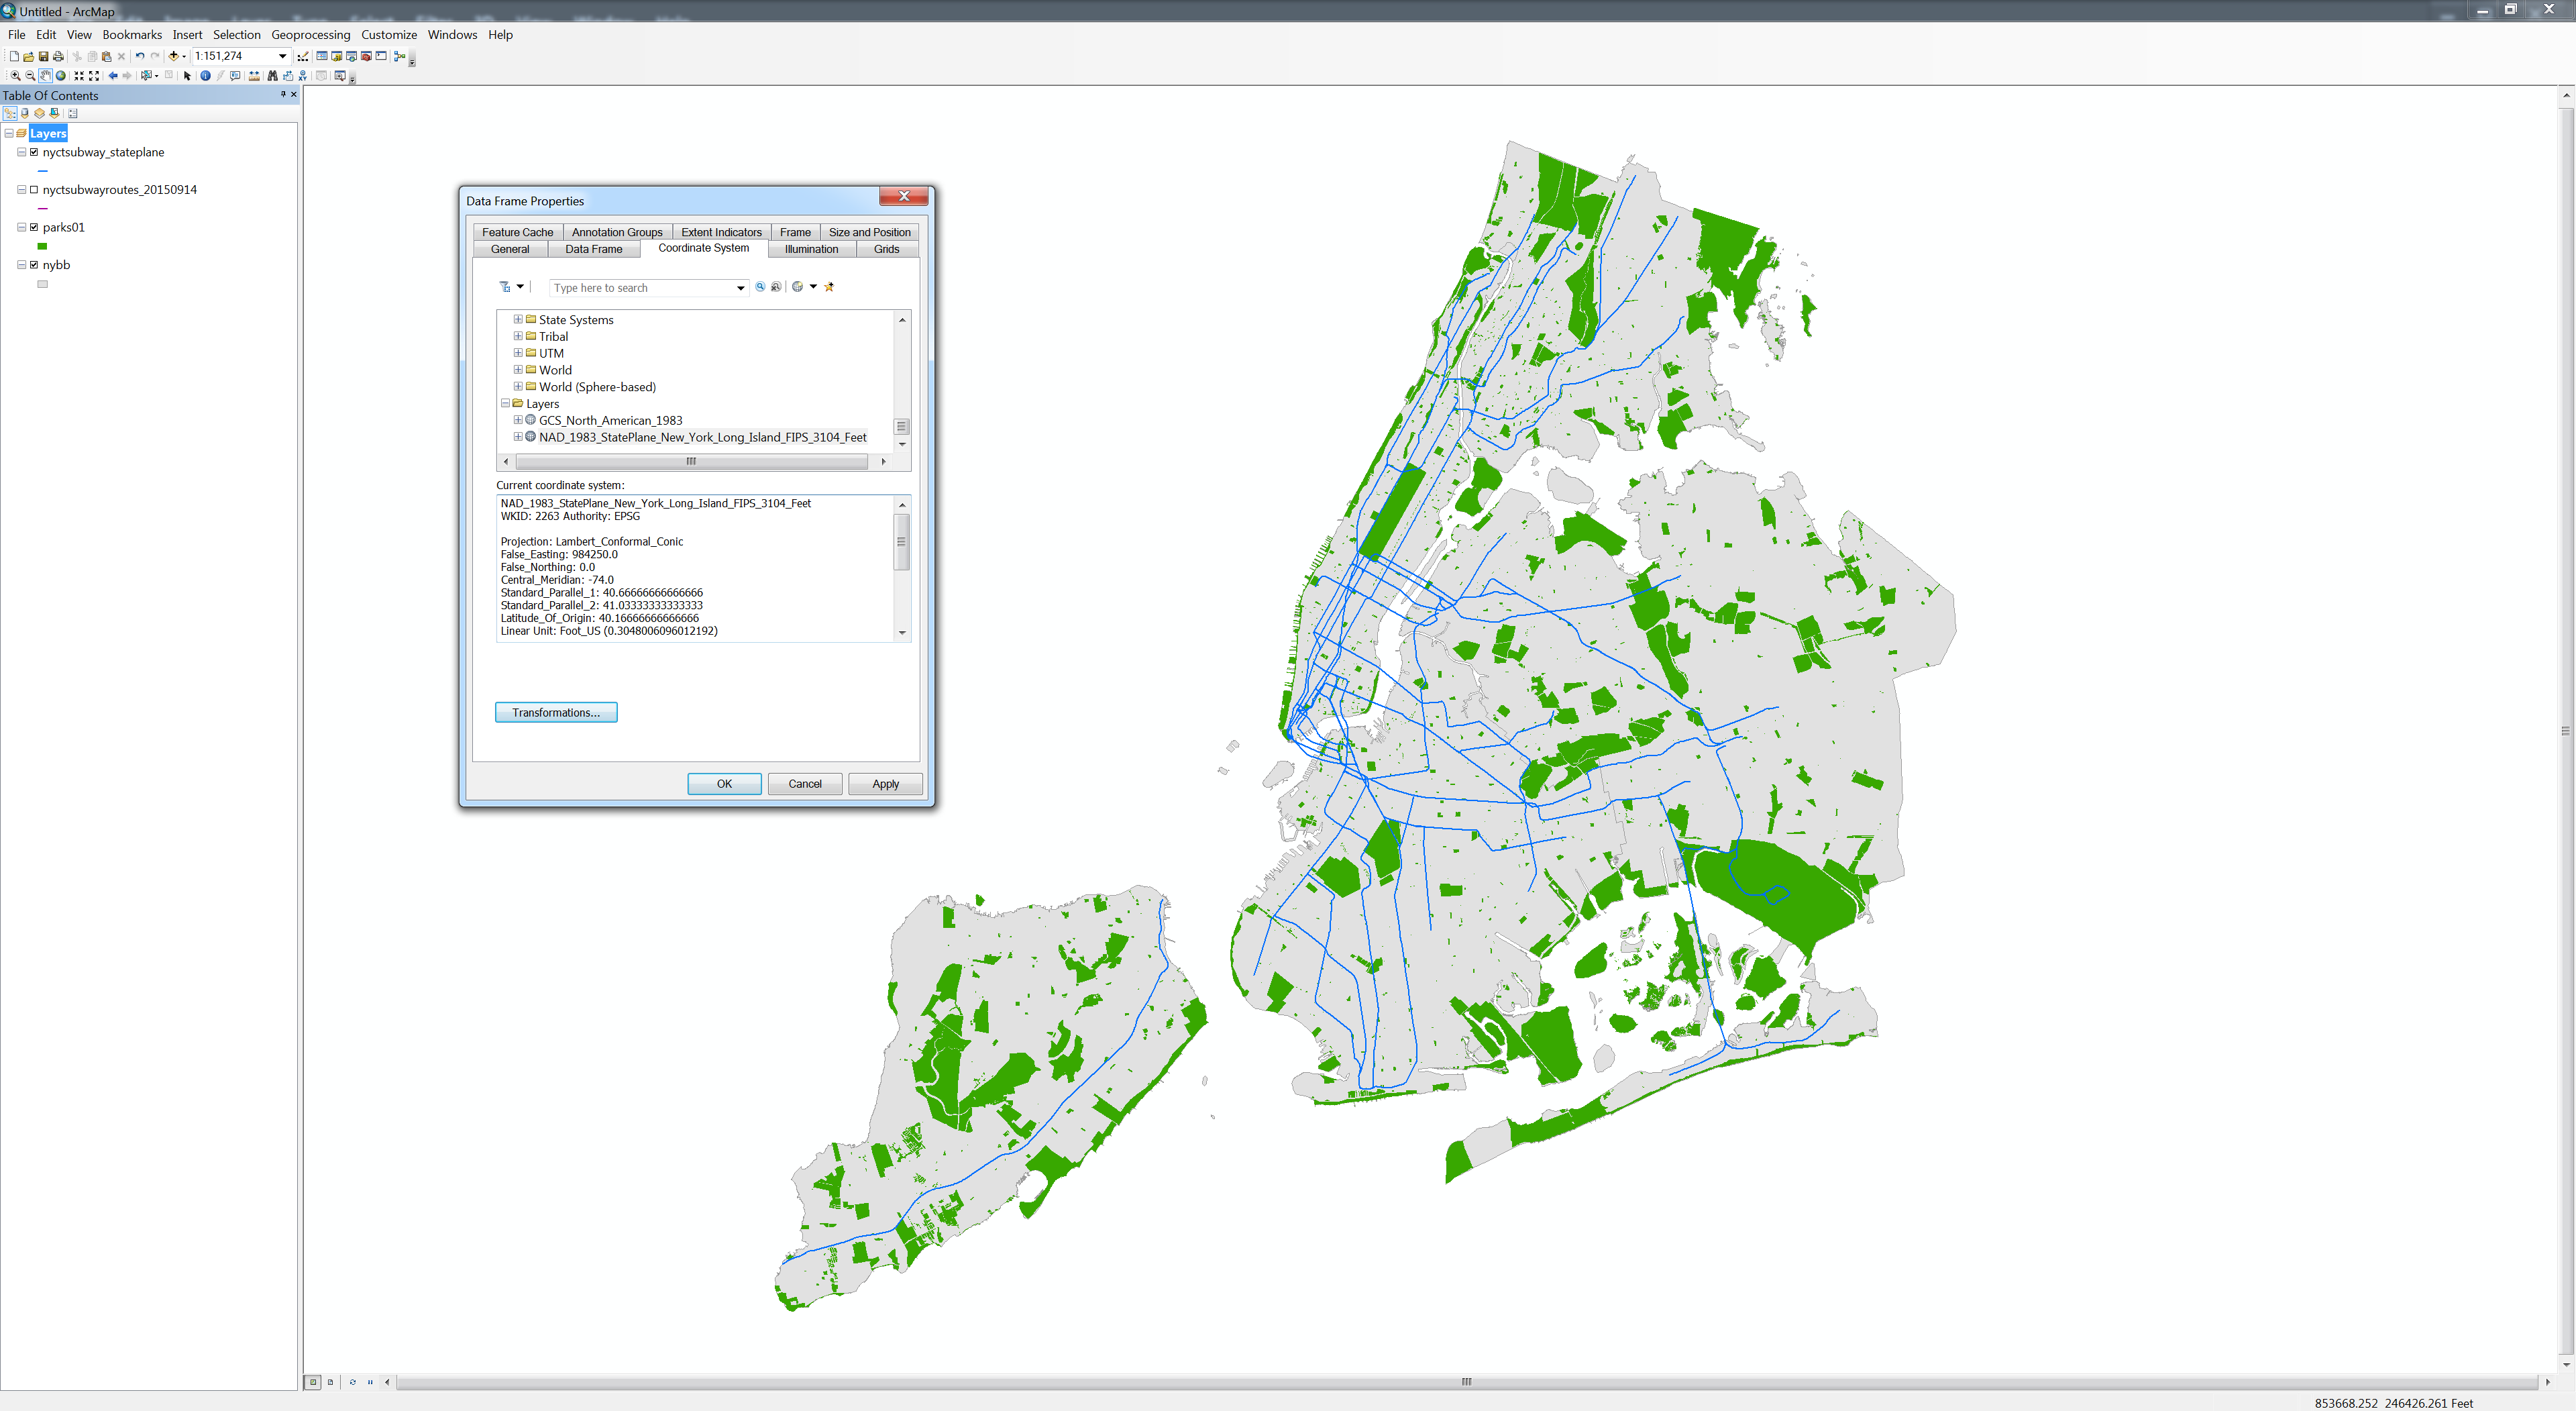 Untitled - ArcMap
File Edit View Bookmarks Insert Selection Geoprocessing Customize Windows Help
1:151,274
Table Of Contents
Layers
nyctsubway_stateplane
nyctsubwayroutes_20150914
parks01
nybb
Data Frame Properties
Feature Cache Annotation Groups Extent Indicators Frame Size and Position
General Data Frame Coordinate System Illumination Grids
Type here to search
State Systems
Tribal
UTM
World
World (Sphere-based)
Layers
GCS_North_American_1983
NAD_1983_StatePlane_New_York_Long_Island_FIPS_3104_Feet
Current coordinate system:
NAD_1983_StatePlane_New_York_Long_Island_FIPS_3104_Feet
WKID: 2263 Authority: EPSG
Projection: Lambert_Conformal_Conic
False_Easting: 984250.0
False_Northing: 0.0
Central_Meridian: -74.0
Standard_Parallel_1: 40.66666666666666
Standard_Parallel_2: 41.03333333333333
Latitude_Of_Origin: 40.16666666666666
Linear Unit: Foot_US (0.3048006096012192)
Transformations...
OK Cancel Apply
853668.252 246426.261 Feet